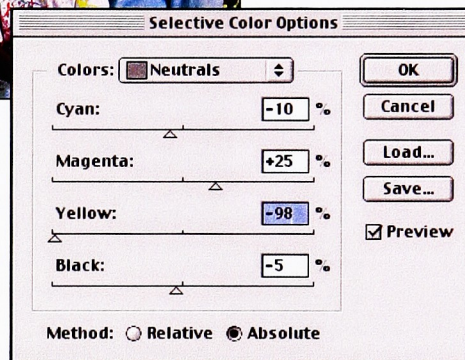 Selective Color Options
Colors: Neutrals
OK
Cyan: -10 %
Cancel
Magenta: +25 %
Load...
Save...
Yellow: -98 %
Preview
Black: -5 %
Method: Relative Absolute